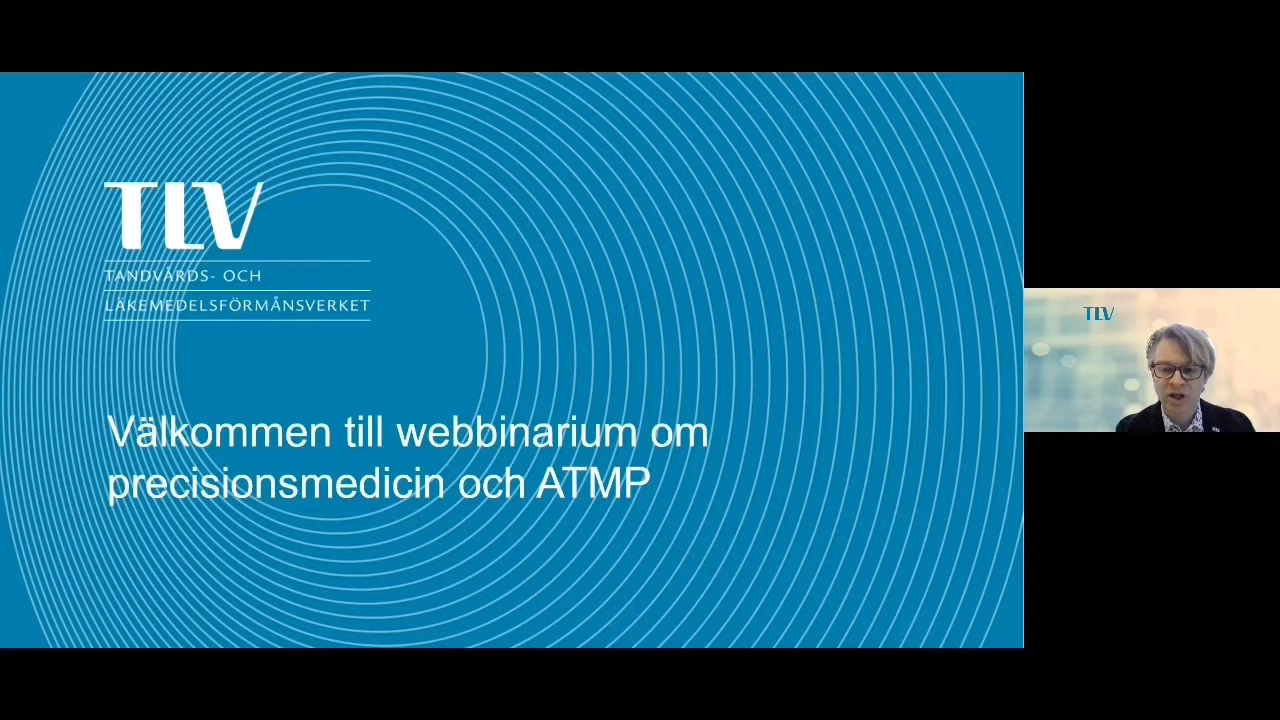 TLV
TANDVÅRDS- OCH
LÄKEMEDELSFÖRMÅNSVERKET
Välkommen till webbinarium om
precisionsmedicin och ATMP
TLV